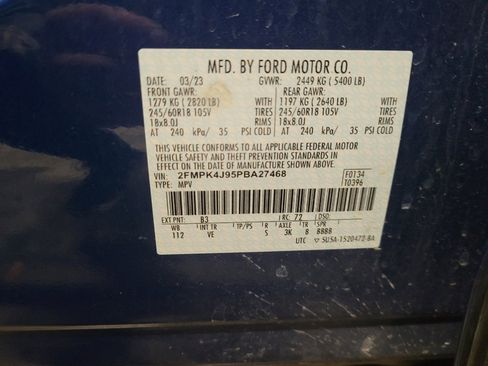 MFD. BY FORD MOTOR CO.
DATE: 03/23 GVWR: 2449 KG ( 5400 LB)
FRONT GAWR: REAR GAWR:
1279 KG ( 2820 LB) WITH 1197 KG ( 2640 LB) WITH
245/60R18 105V TIRES 245/60R18 105V TIRES
18x8.0J RIMS 18x8.0J RIMS
AT 240 kPa/ 35 PSI COLD AT 240 kPa/ 35 PSI COLD
THIS VEHICLE CONFORMS TO ALL APPLICABLE FEDERAL MOTOR
VEHICLE SAFETY AND THEFT PREVENTION STANDARDS IN EFFECT
ON THE DATE OF MANUFACTURE SHOWN ABOVE.
VIN: 2FMPK4J95PBA27468 F0134
TYPE: MPV T0396
EXT PNT: B3 RC: 72 DSO:
WB INT TR TP/PS R AXLE TR SPR
112 VE S 3K 8 BBBB
UTC 5U5A-1520472-BA